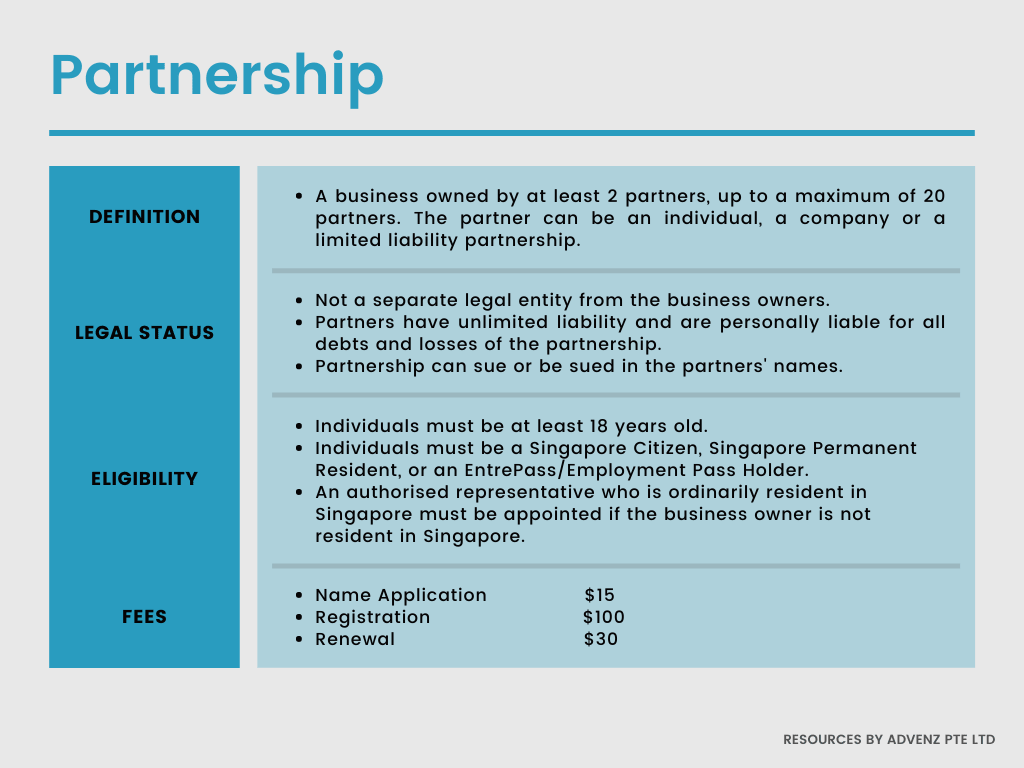 Partnership
DEFINITION
• A business owned by at least 2 partners, up to a maximum of 20
partners. The partner can be an individual, a company or a
limited liability partnership.
LEGAL STATUS
• Not a separate legal entity from the business owners.
• Partners have unlimited liability and are personally liable for all
debts and losses of the partnership.
• Partnership can sue or be sued in the partners' names.
ELIGIBILITY
• Individuals must be at least 18 years old.
• Individuals must be a Singapore Citizen, Singapore Permanent
Resident, or an EntrePass/Employment Pass Holder.
• An authorised representative who is ordinarily resident in
Singapore must be appointed if the business owner is not
resident in Singapore.
FEES
• Name Application $15
• Registration $100
• Renewal $30
RESOURCES BY ADVENZ PTE LTD